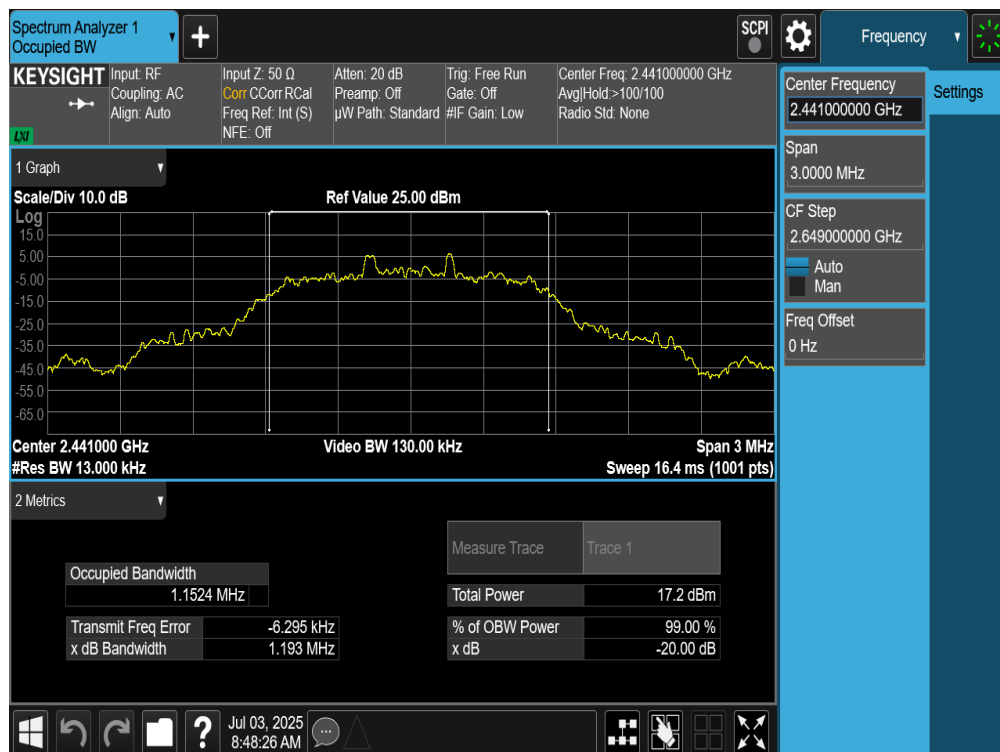 Spectrum Analyzer 1
Occupied BW
+
SCPI
Frequency
KEYSIGHT
LXI
Input: RF
Coupling: AC
Align: Auto
Input Z: 50 Ω
Corr CCorr RCal
Freq Ref: Int (S)
NFE: Off
Atten: 20 dB
Preamp: Off
µW Path: Standard
Trig: Free Run
Gate: Off
#IF Gain: Low
Center Freq: 2.441000000 GHz
Avg|Hold:>100/100
Radio Std: None
Center Frequency
2.441000000 GHz
Settings
Span
3.0000 MHz
CF Step
2.649000000 GHz
Auto
Man
Freq Offset
0 Hz
1 Graph
Scale/Div 10.0 dB
Ref Value 25.00 dBm
Log
15.0
5.00
-5.00
-15.0
-25.0
-35.0
-45.0
-55.0
-65.0
Center 2.441000 GHz
Video BW 130.00 kHz
Span 3 MHz
#Res BW 13.000 kHz
Sweep 16.4 ms (1001 pts)
2 Metrics
Measure Trace
Trace 1
Occupied Bandwidth
1.1524 MHz
Total Power
17.2 dBm
Transmit Freq Error
-6.295 kHz
% of OBW Power
99.00 %
x dB Bandwidth
1.193 MHz
x dB
-20.00 dB
?
Jul 03, 2025
8:48:26 AM